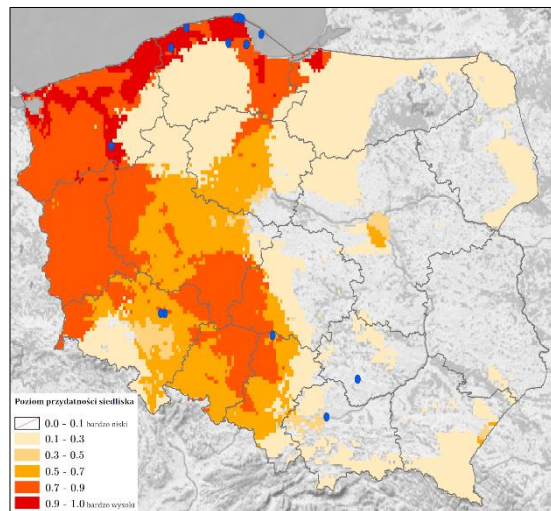 Poziom przydatności siedliska
0.0 - 0.1 bardzo niski
0.1 - 0.3
0.3 - 0.5
0.5 - 0.7
0.7 - 0.9
0.9 - 1.0 bardzo wysoki